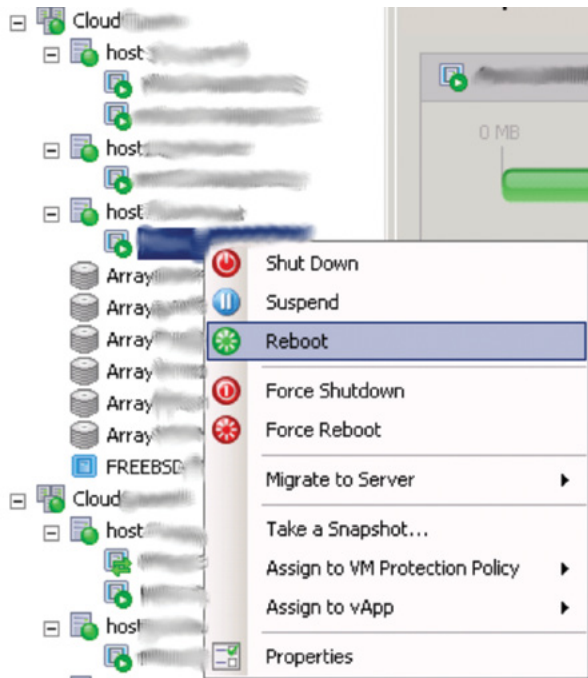 Cloud
host
host
host
Array
Array
Array
Array
Array
Array
FREEBSD
Cloud
host
host
0 MB
Shut Down
Suspend
Reboot
Force Shutdown
Force Reboot
Migrate to Server
Take a Snapshot...
Assign to VM Protection Policy
Assign to vApp
Properties